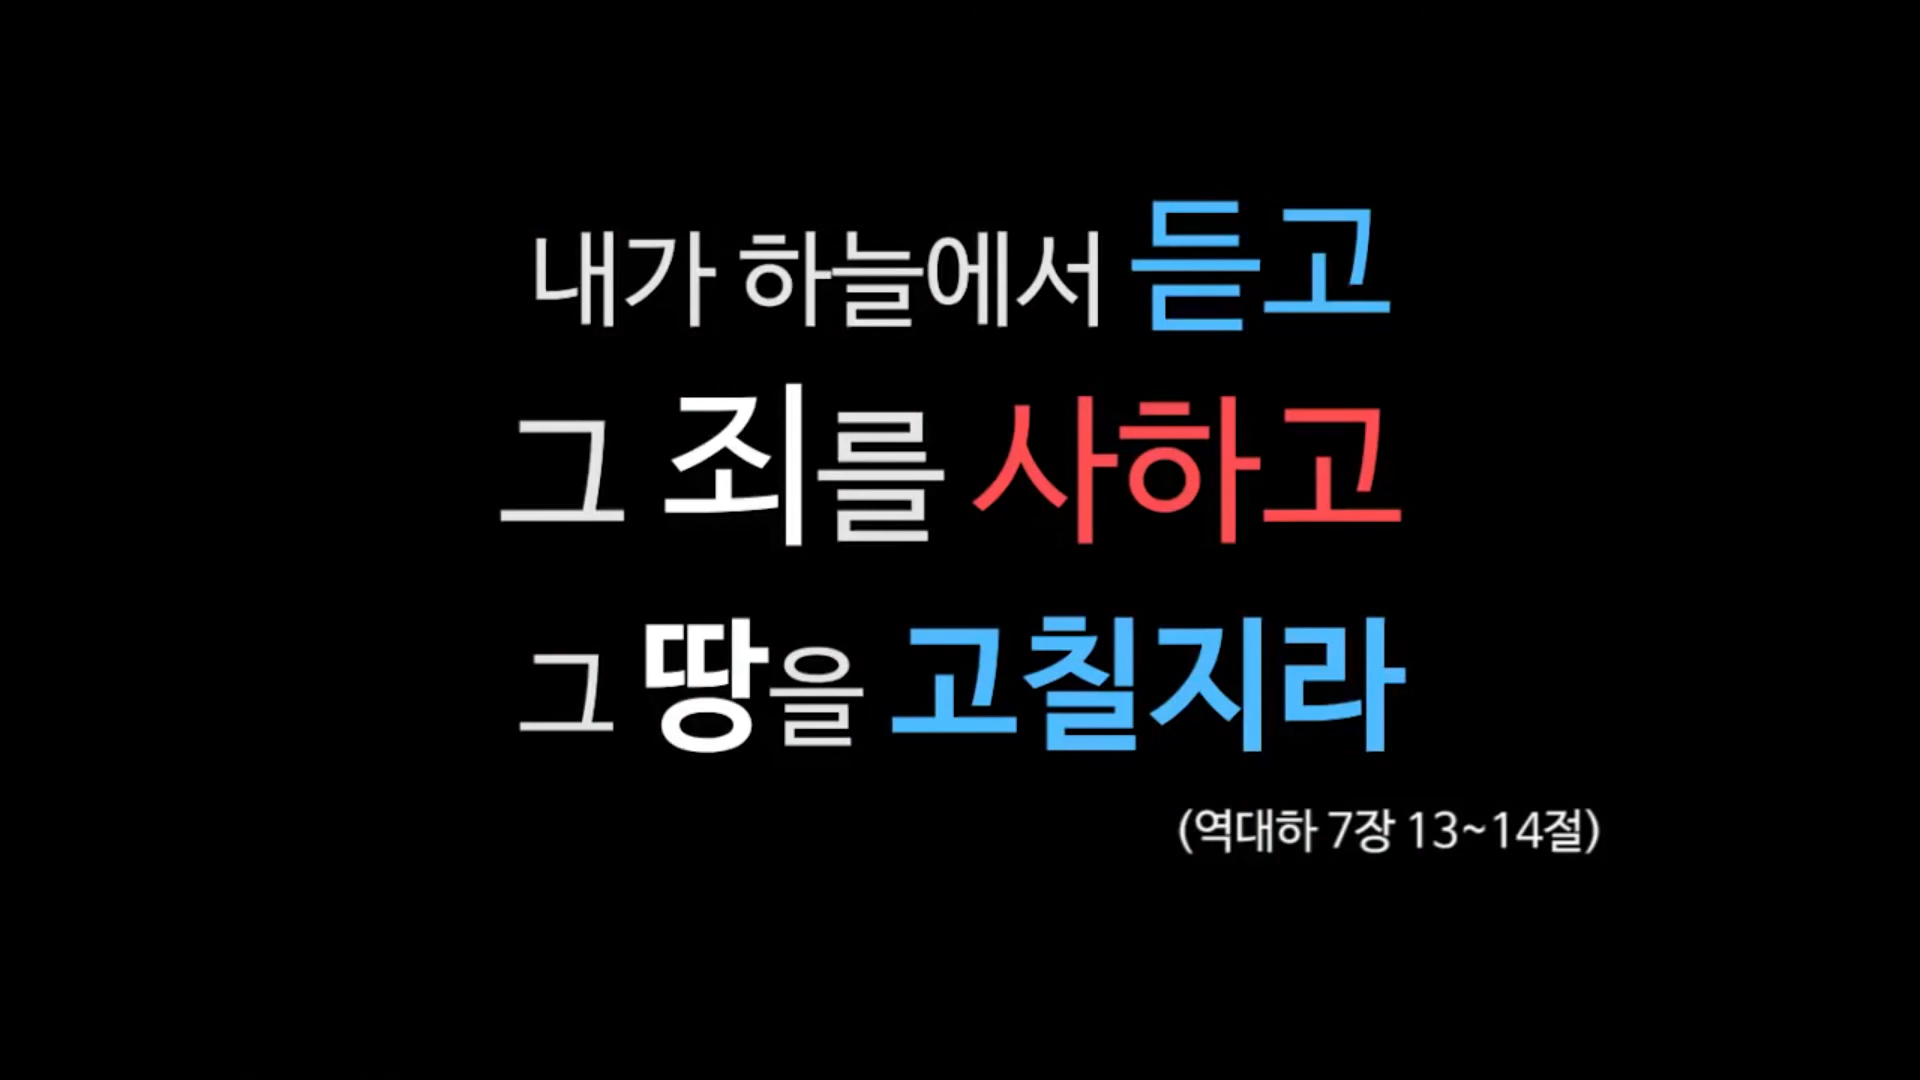 내가 하늘에서 듣고
그 죄를 사하고
그 땅을 고칠지라
(역대하 7장 13~14절)